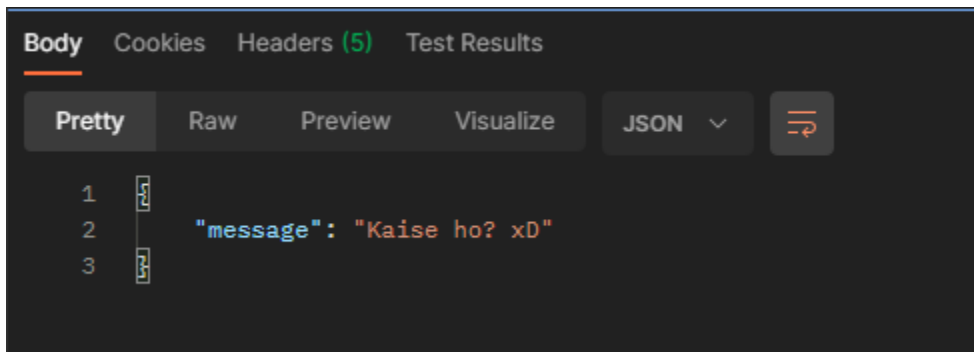 Body Cookies Headers (5) Test Results
Pretty Raw Preview Visualize JSON
1 {
2 "message": "Kaise ho? xD"
3 }